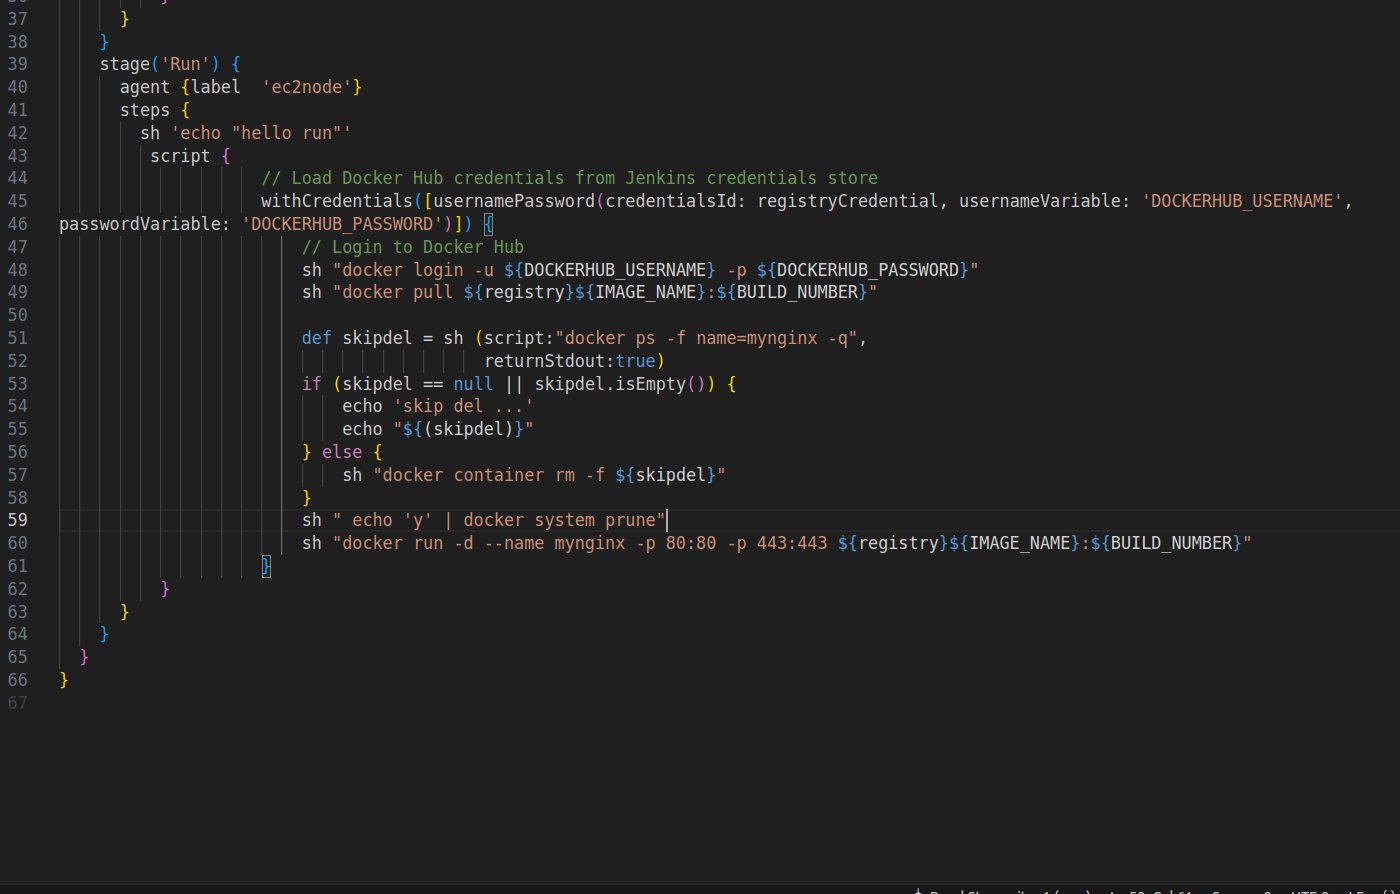 37 }
38 }
39 stage('Run') {
40 agent {label  'ec2node'}
41 steps {
42 sh 'echo "hello run"'
43 script {
44 // Load Docker Hub credentials from Jenkins credentials store
45 withCredentials([usernamePassword(credentialsId: registryCredential, usernameVariable: 'DOCKERHUB_USERNAME',
46 passwordVariable: 'DOCKERHUB_PASSWORD')]) {
47 // Login to Docker Hub
48 sh "docker login -u ${DOCKERHUB_USERNAME} -p ${DOCKERHUB_PASSWORD}"
49 sh "docker pull ${registry}${IMAGE_NAME}:${BUILD_NUMBER}"
50
51 def skipdel = sh (script:"docker ps -f name=mynginx -q",
52 returnStdout:true)
53 if (skipdel == null || skipdel.isEmpty()) {
54 echo 'skip del ...'
55 echo "${(skipdel)}"
56 } else {
57 sh "docker container rm -f ${skipdel}"
58 }
59 sh " echo 'y' | docker system prune"
60 sh "docker run -d --name mynginx -p 80:80 -p 443:443 ${registry}${IMAGE_NAME}:${BUILD_NUMBER}"
61 }
62 }
63 }
64 }
65 }
66 }
67